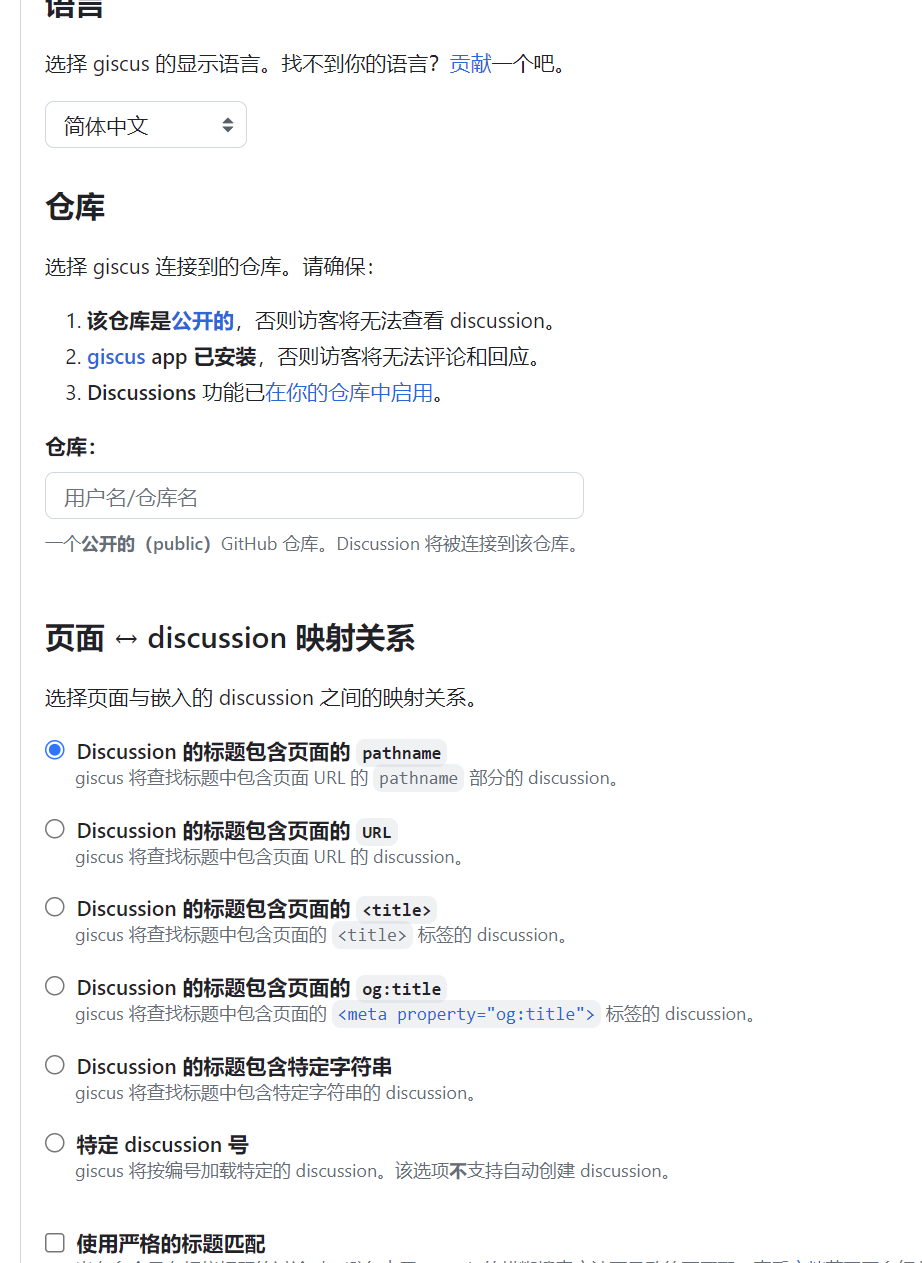 语言
选择 giscus 的显示语言。找不到你的语言？贡献一个吧。
简体中文
仓库
选择 giscus 连接到的仓库。请确保：
1. 该仓库是公开的，否则访客将无法查看 discussion。
2. giscus app 已安装，否则访客将无法评论和回应。
3. Discussions 功能已在你的仓库中启用。
仓库：
用户名/仓库名
一个公开的（public）GitHub 仓库。Discussion 将被连接到该仓库。
页面 ↔ discussion 映射关系
选择页面与嵌入的 discussion 之间的映射关系。
Discussion 的标题包含页面的 pathname
giscus 将查找标题中包含页面 URL 的 pathname 部分的 discussion。
Discussion 的标题包含页面的 URL
giscus 将查找标题中包含页面 URL 的 discussion。
Discussion 的标题包含页面的 <title>
giscus 将查找标题中包含页面的 <title> 标签的 discussion。
Discussion 的标题包含页面的 og:title
giscus 将查找标题中包含页面的 <meta property="og:title"> 标签的 discussion。
Discussion 的标题包含特定字符串
giscus 将查找标题中包含特定字符串的 discussion。
特定 discussion 号
giscus 将按编号加载特定的 discussion。该选项不支持自动创建 discussion。
使用严格的标题匹配